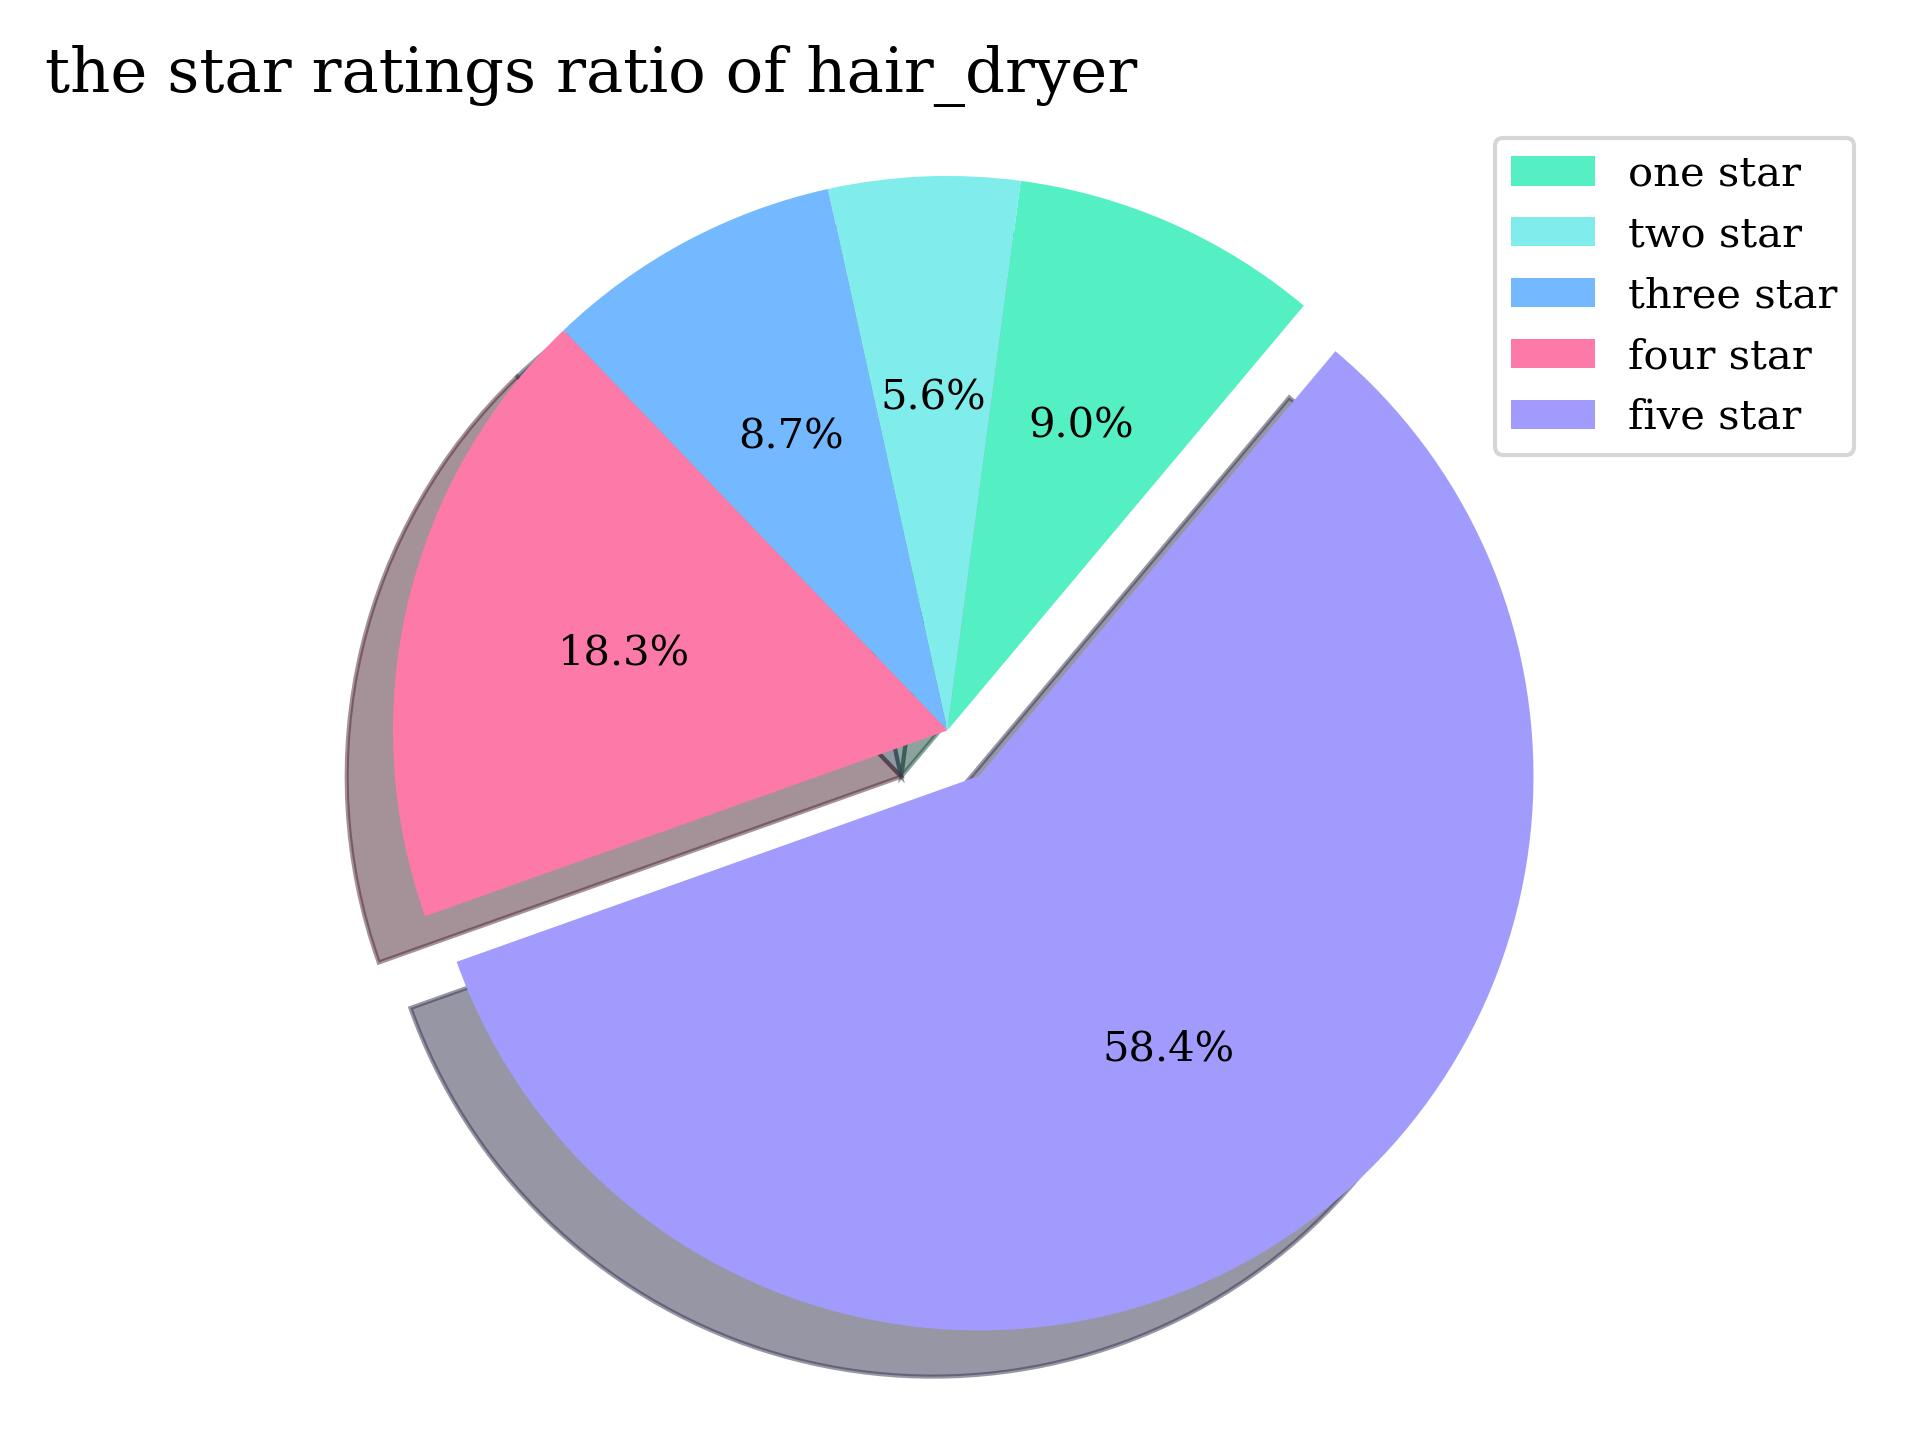 the star ratings ratio of hair_dryer
one star
two star
three star
four star
five star
5.6%
9.0%
8.7%
18.3%
58.4%